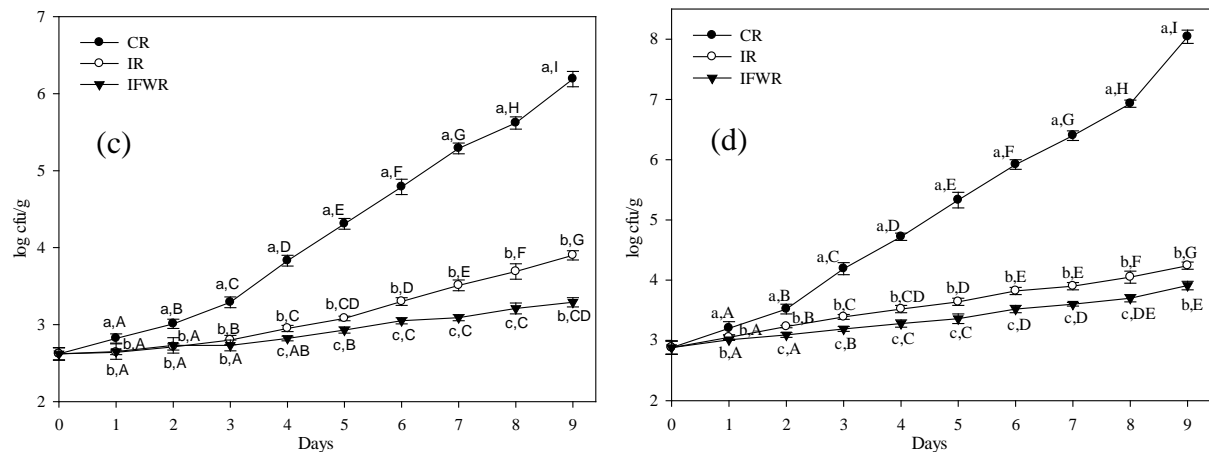 7
CR
IR
IFWR
(c)
a,I
a,H
6
a,G
a,F
5
log cfu/g
a,E
a,D
4
b,G
b,F
b,E
a,C
b,D
b,CD
a,B
b,C
a,A
b,B
3
b,A
b,A
c,AB
c,B
c,C
c,C
c,C
b,CD
b,A
b,A
b,A
2
0 1 2 3 4 5 6 7 8 9
Days
CR
IR
IFWR
(d)
8
a,I
7
a,H
a,G
6
a,F
log cfu/g
a,E
5
a,D
a,C
4
b,G
b,F
b,E
b,E
b,D
b,CD
b,C
a,B
a,A
b,B
b,A
3
b,A
c,A
c,B
c,C
c,C
c,D
c,D
c,DE
b,E
2
0 1 2 3 4 5 6 7 8 9
Days